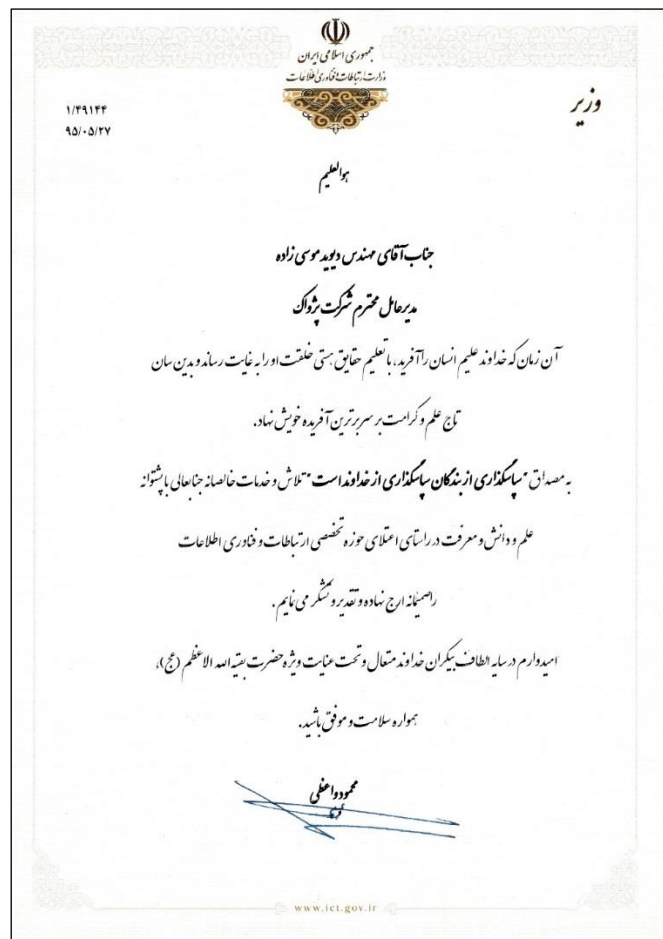 جمهوری اسلامی ایران
وزارت ارتباطات و فناوری اطلاعات
وزیر
۱/۴۹۱۴۴
۹۵/۰۵/۲۷
هوالعلیم
جناب آقای مهندس دیوید موسی زاده
مدیرعامل محترم شرکت پژواک
آن زمان که خداوند علیم انسان را آفرید، با تعلیم حقایق هستی خلقت او را به غایت رساند و بدین سان
تاج علم و کرامت بر سر برترین آفریده خویش نهاد.
به مصداق "سپاسگذاری از بندگان سپاسگذاری از خداوند است" تلاش و خدمات خالصانه جنابعالی با پشتوانه
علم و دانش و معرفت در راستای اعتلای حوزه تخصصی ارتباطات و فناوری اطلاعات
را صمیمانه ارج نهاده و تقدیر و تشکر می نمایم.
امیدوارم در سایه الطاف بیکران خداوند متعال و تحت عنایت ویژه حضرت بقیه الله الاعظم (عج)،
همواره سلامت و موفق باشید.
محمود واعظی
www.ict.gov.ir